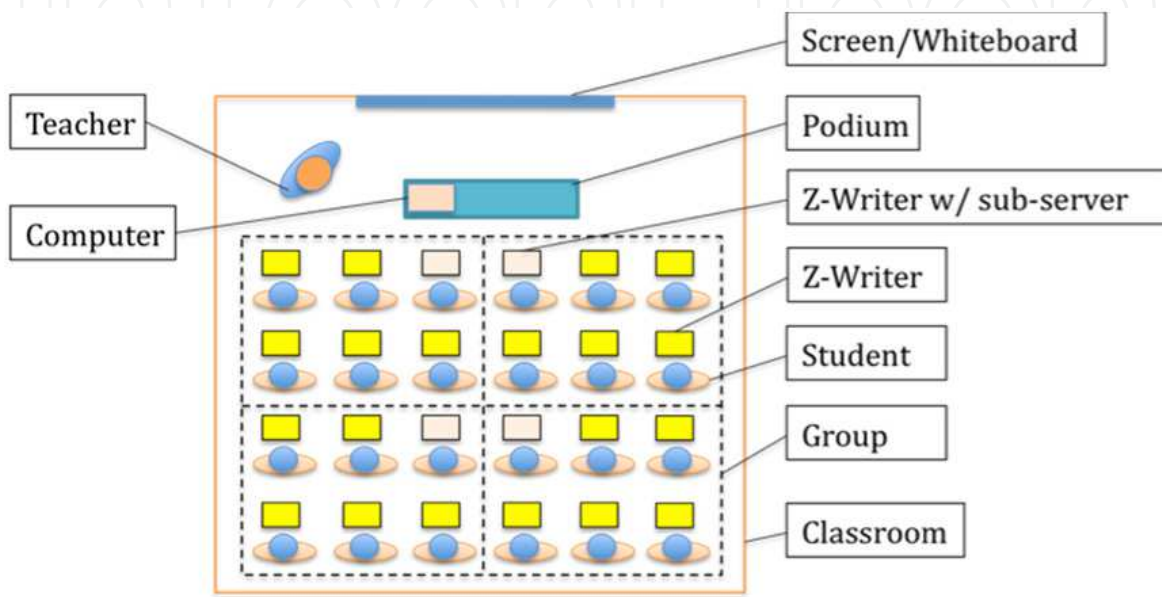 Screen/Whiteboard
Teacher
Podium
Z-Writer w/ sub-server
Computer
Z-Writer
Student
Group
Classroom